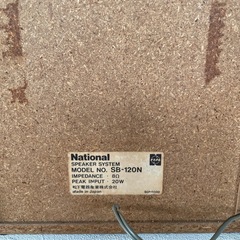 National
SPEAKER SYSTEM
MODEL NO. SB-120N
IMPEDANCE : 8Ω
PEAK INPUT : 20W
松下電器産業株式会社
Made in Japan